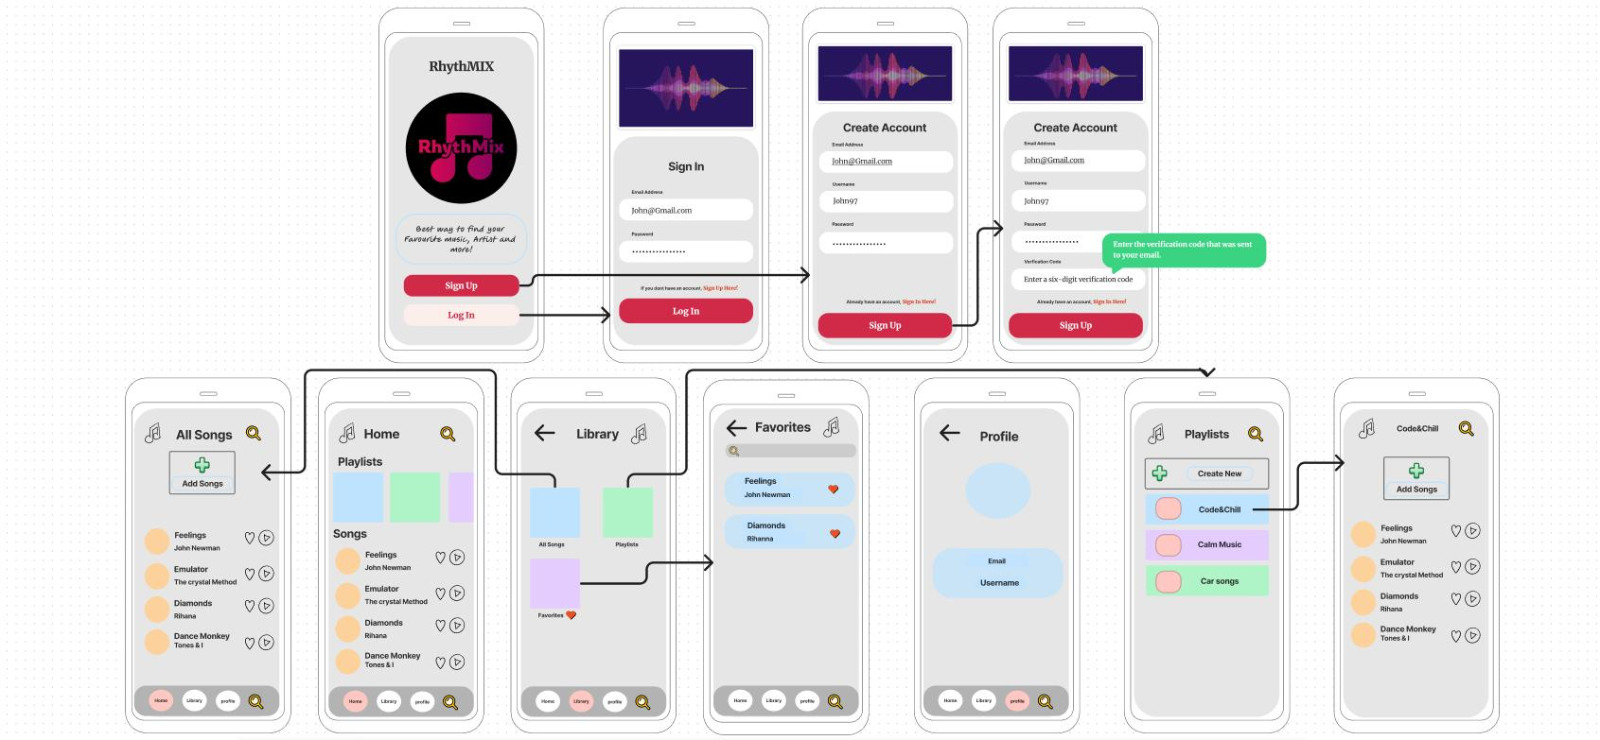 RhythMIX
RhythMix
Best way to find your
Favourite music, Artist and
more!
Sign Up
Log In
Sign In
Email Address
John@Gmail.com
Password
If you dont have an account, Sign Up Here!
Log In
Create Account
Email Address
John@Gmail.com
Username
John97
Password
Already have an account, Sign In Here!
Sign Up
Create Account
Email Address
John@Gmail.com
Username
John97
Password
Enter the verification code that was sent
to your email.
Verification Code
Enter a six-digit verification code
Already have an account, Sign In Here!
Sign Up
All Songs
Add Songs
Feelings
John Newman
Emulator
The crystal Method
Diamonds
Rihana
Dance Monkey
Tones & I
Home
Library
profile
Home
Playlists
Songs
Feelings
John Newman
Emulator
The crystal Method
Diamonds
Rihana
Dance Monkey
Tones & I
Home
Library
profile
Library
All Songs
Playlists
Favorites
Home
Library
profile
Favorites
Feelings
John Newman
Diamonds
Rihanna
Home
Library
profile
Profile
Email
Username
Home
Library
profile
Playlists
Create New
Code&Chill
Calm Music
Car songs
Code&Chill
Add Songs
Feelings
John Newman
Emulator
The crystal Method
Diamonds
Rihana
Dance Monkey
Tones & I